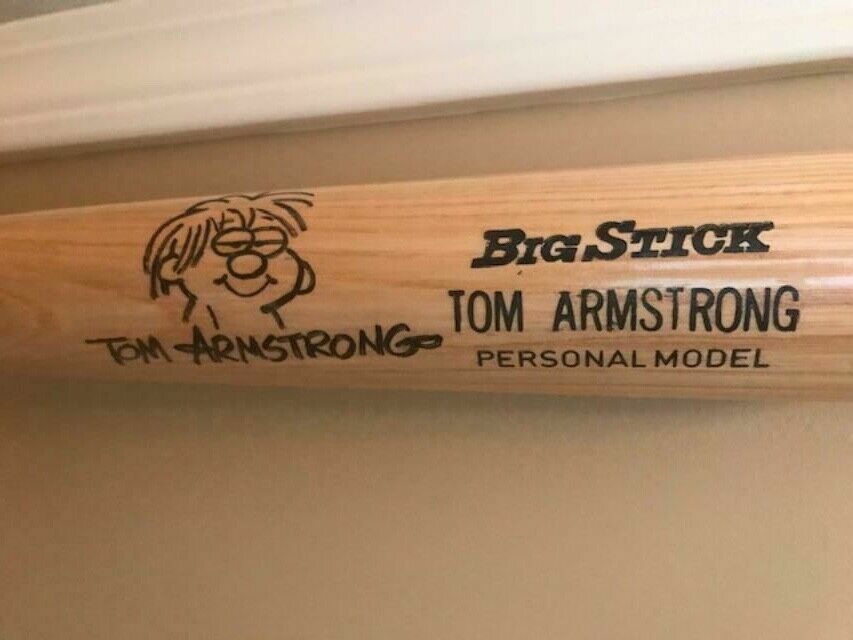 TOM ARMSTRONG
BIG STICK
TOM ARMSTRONG
PERSONAL MODEL